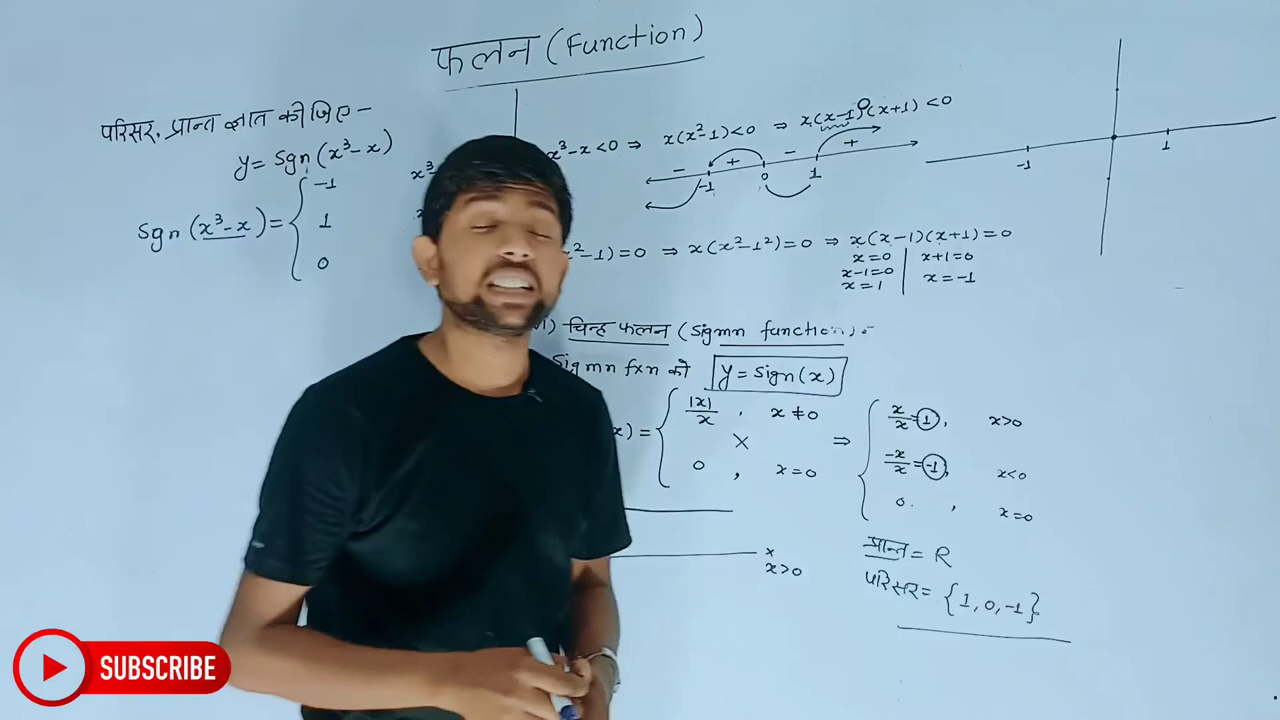 फलन (Function)
परिसर, प्रान्त ज्ञात कीजिए -
y = Sgn (x³-x)
Sgn (x³-x) = { -1
1
0
x³
x³-x<0 ⇒ x(x²-1)<0 ⇒ x(x-1)(x+1)<0
- + - +
-1 0 1
-1 1
x²-1)=0 ⇒ x(x²-1²)=0 ⇒ x(x-1)(x+1)=0
x=0 | x+1=0
x-1=0 | x=-1
x=1
चिन्ह फलन (Sigmn function):-
Sigmn fxn को y = Sign(x)
x) = { |x|/x , x≠0 ⇒ { x/x=1, x>0
-x/x=-1, x<0
0 , x=0
0. , x=0
x
x>0
प्रान्त = R
परिसर = {1, 0, -1}
SUBSCRIBE